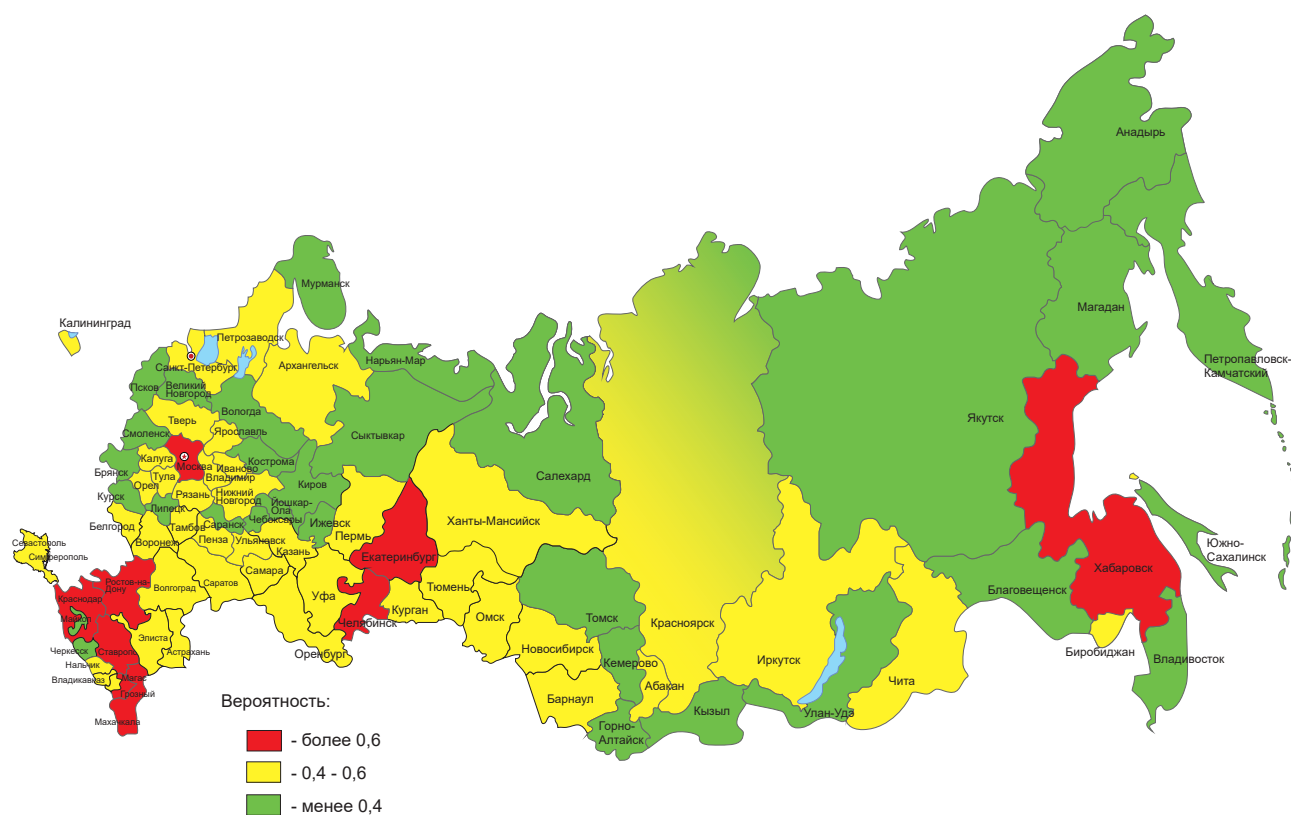 Анадырь
Мурманск
Магадан
Калининград
Петрозаводск
Петропавловск-
Камчатский
Санкт-Петербург
Архангельск
Нарьян-Мар
Псков
Великий
Новгород
Вологда
Якутск
Тверь
Смоленск
Ярославль
Сыктывкар
Калуга
Москва
Иваново
Кострома
Брянск
Тула
Владимир
Салехард
Орел
Рязань
Нижний
Новгород
Киров
Курск
Липецк
Йошкар-
Ола
Чебоксары
Ижевск
Ханты-Мансийск
Белгород
Тамбов
Саранск
Пермь
Севастополь
Воронеж
Пенза
Ульяновск
Казань
Екатеринбург
Симферополь
Южно-
Сахалинск
Хабаровск
Самара
Ростов-на-
Дону
Волгоград
Саратов
Уфа
Тюмень
Благовещенск
Краснодар
Курган
Омск
Томск
Майкоп
Челябинск
Красноярск
Элиста
Черкесск
Ставрополь
Астрахань
Оренбург
Новосибирск
Кемерово
Иркутск
Биробиджан
Владивосток
Нальчик
Владикавказ
Магас
Грозный
Барнаул
Абакан
Чита
Кызыл
Улан-Удэ
Махачкала
Горно-
Алтайск
Вероятность:
- более 0,6
- 0,4 - 0,6
- менее 0,4